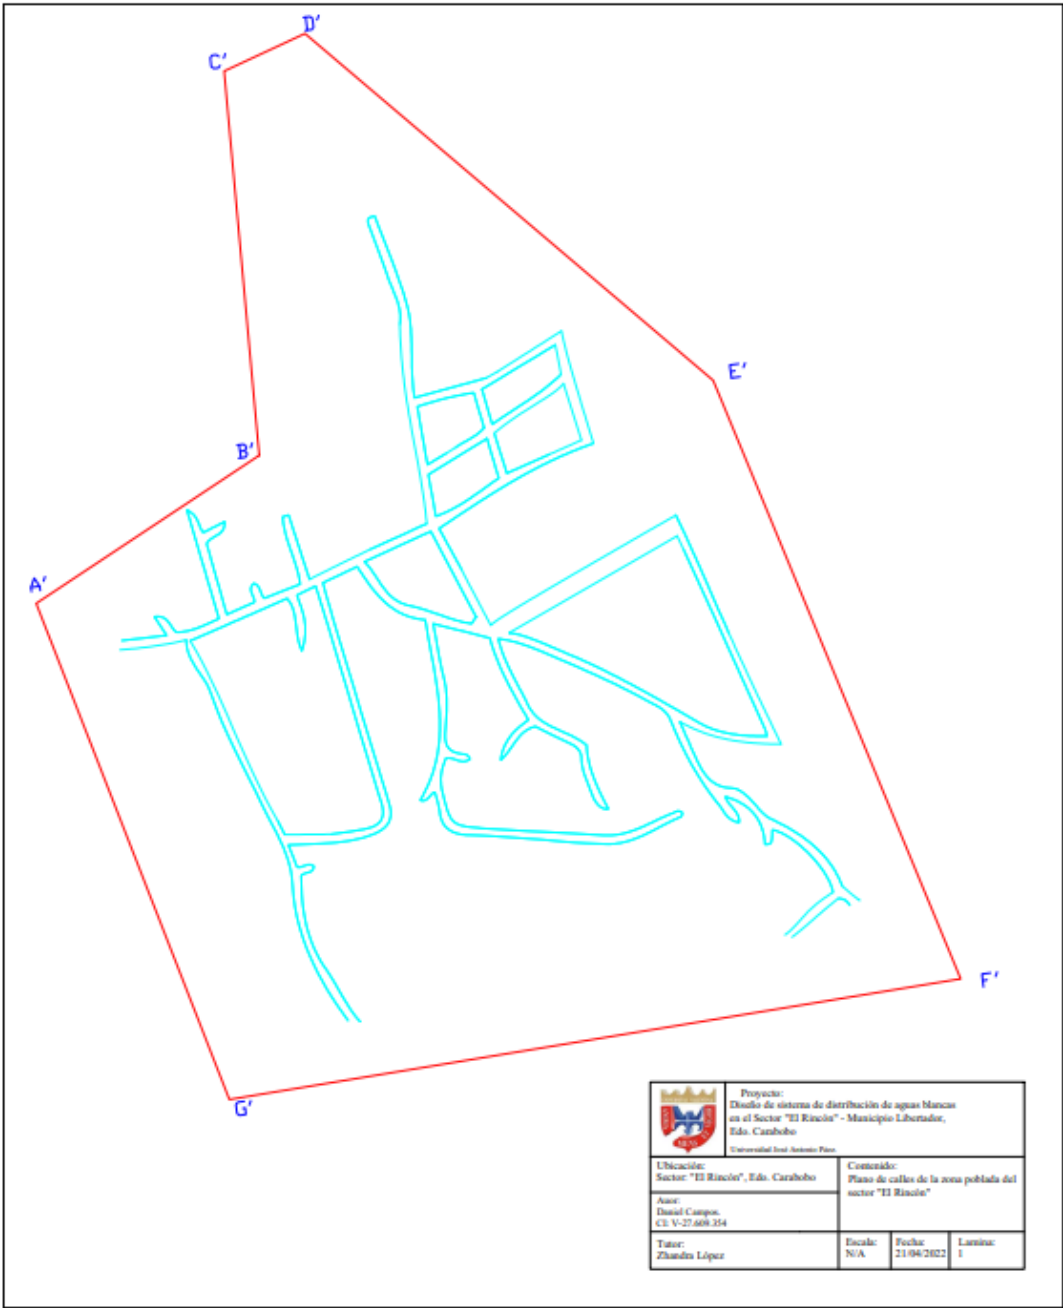 D'
C'
E'
B'
A'
F'
G'
Proyecto:
Diseño de sistema de distribución de aguas blancas
en el Sector "El Rincón" - Municipio Libertador,
Edo. Carabobo
Universidad José Antonio Páez.
Ubicación:
Sector: "El Rincón", Edo. Carabobo
Contenido:
Plano de calles de la zona poblada del
sector "El Rincón"
Autor:
Daniel Campos.
CI: V-27.608.354
Tutor:
Zhandra López
Escala:
N/A
Fecha:
21/04/2022
Lamina:
1